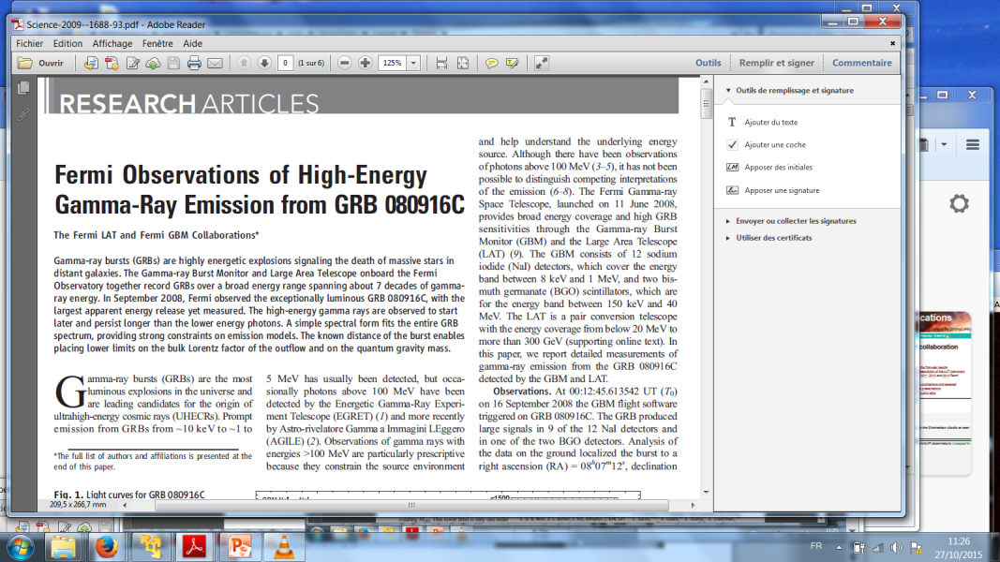 Science-2009--1688-93.pdf - Adobe Reader
Fichier Edition Affichage Fenêtre Aide
Ouvrir
0 (1 sur 6)
125%
Outils Remplir et signer Commentaire
RESEARCH ARTICLES
Fermi Observations of High-Energy
Gamma-Ray Emission from GRB 080916C
The Fermi LAT and Fermi GBM Collaborations*
Gamma-ray bursts (GRBs) are highly energetic explosions signaling the death of massive stars in
distant galaxies. The Gamma-ray Burst Monitor and Large Area Telescope onboard the Fermi
Observatory together record GRBs over a broad energy range spanning about 7 decades of gamma-
ray energy. In September 2008, Fermi observed the exceptionally luminous GRB 080916C, with the
largest apparent energy release yet measured. The high-energy gamma rays are observed to start
later and persist longer than the lower energy photons. A simple spectral form fits the entire GRB
spectrum, providing strong constraints on emission models. The known distance of the burst enables
placing lower limits on the bulk Lorentz factor of the outflow and on the quantum gravity mass.
Gamma-ray bursts (GRBs) are the most
luminous explosions in the universe and
are leading candidates for the origin of
ultrahigh-energy cosmic rays (UHECRs). Prompt
emission from GRBs from ~10 keV to ~1 to
*The full list of authors and affiliations is presented at the
end of this paper.
5 MeV has usually been detected, but occa-
sionally photons above 100 MeV have been
detected by the Energetic Gamma-Ray Experi-
ment Telescope (EGRET) (1) and more recently
by Astro-rivelatore Gamma a Immagini LEggero
(AGILE) (2). Observations of gamma rays with
energies >100 MeV are particularly prescriptive
because they constrain the source environment
and help understand the underlying energy
source. Although there have been observations
of photons above 100 MeV (3–5), it has not been
possible to distinguish competing interpretations
of the emission (6–8). The Fermi Gamma-ray
Space Telescope, launched on 11 June 2008,
provides broad energy coverage and high GRB
sensitivities through the Gamma-ray Burst
Monitor (GBM) and the Large Area Telescope
(LAT) (9). The GBM consists of 12 sodium
iodide (NaI) detectors, which cover the energy
band between 8 keV and 1 MeV, and two bis-
muth germanate (BGO) scintillators, which are
for the energy band between 150 keV and 40
MeV. The LAT is a pair conversion telescope
with the energy coverage from below 20 MeV to
more than 300 GeV (supporting online text). In
this paper, we report detailed measurements of
gamma-ray emission from the GRB 080916C
detected by the GBM and LAT.
Observations. At 00:12:45.613542 UT (T0)
on 16 September 2008 the GBM flight software
triggered on GRB 080916C. The GRB produced
large signals in 9 of the 12 NaI detectors and
in one of the two BGO detectors. Analysis of
the data on the ground localized the burst to a
right ascension (RA) = 08h07m12s, declination
Fig. 1. Light curves for GRB 080916C
1500
209,5 x 266,7 mm
Outils de remplissage et signature
Ajouter du texte
Ajouter une coche
Apposer des initiales
Apposer une signature
Envoyer ou collecter les signatures
Utiliser des certificats
cations
ollaboration
FR
11:26
27/10/2015